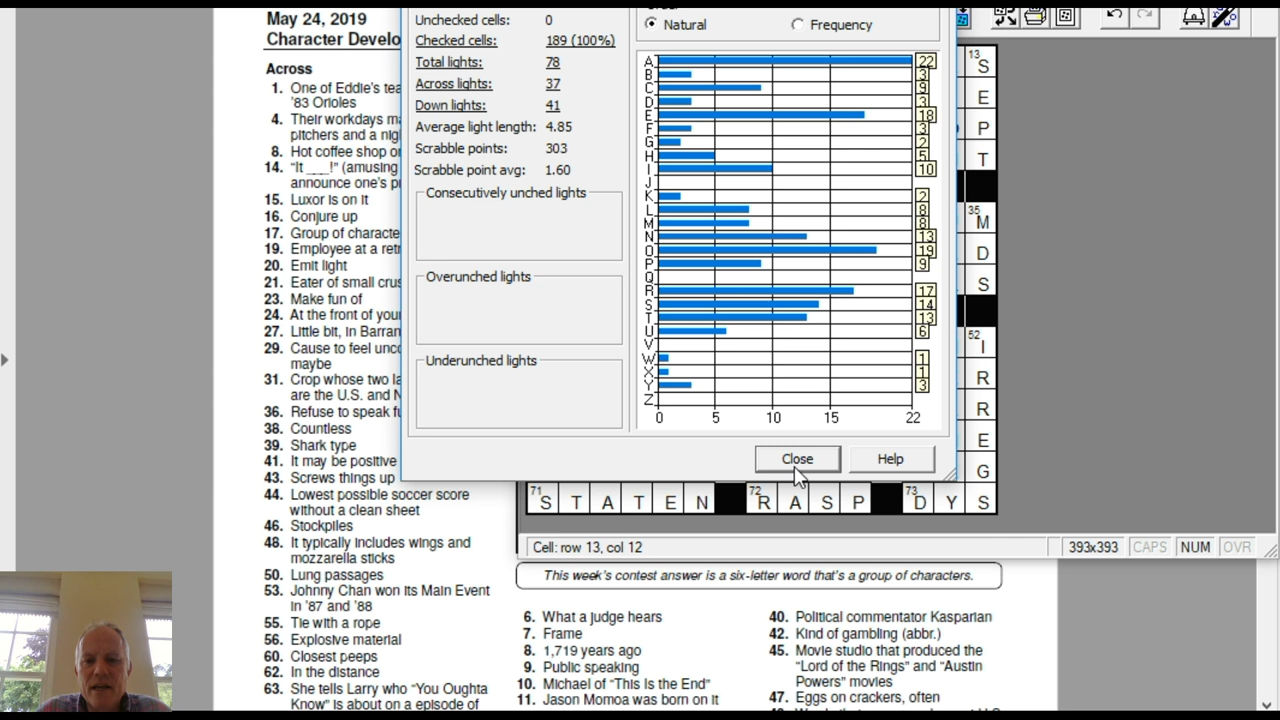 May 24, 2019
Character Develo
Across
1. One of Eddie's tea
'83 Orioles
4. Their workdays ma
pitchers and a nig
8. Hot coffee shop or
14. "It ___!" (amusing
announce one's p
15. Luxor is on it
16. Conjure up
17. Group of characte
19. Employee at a retr
20. Emit light
21. Eater of small crus
23. Make fun of
24. At the front of your
27. Little bit, in Barran
29. Cause to feel unco
maybe
31. Crop whose two la
are the U.S. and N
36. Refuse to speak fu
38. Countless
39. Shark type
41. It may be positive
43. Screws things up
44. Lowest possible soccer score
without a clean sheet
46. Stockpiles
48. It typically includes wings and
mozzarella sticks
50. Lung passages
53. Johnny Chan won its Main Event
in '87 and '88
55. Tie with a rope
56. Explosive material
60. Closest peeps
62. In the distance
63. She tells Larry who "You Oughta
Know" is about on a episode of
Unchecked cells: 0
Checked cells: 189 (100%)
Total lights: 78
Across lights: 37
Down lights: 41
Average light length: 4.85
Scrabble points: 303
Scrabble point avg: 1.60
Consecutively unched lights
Overunched lights
Underunched lights
Natural
Frequency
A 22
B 3
C 9
D 3
E 18
F 3
G 2
H 5
I 10
J
K 2
L 8
M 8
N 13
O 19
P 9
Q
R 17
S 14
T 13
U 6
V
W 1
X 1
Y 3
Z
0 5 10 15 22
Close
Help
13 S
E
P
T
35 M
D
S
52 I
R
R
E
G
71 S T A T E N 72 R A S P 73 D Y S
Cell: row 13, col 12
393x393 CAPS NUM OVR
This week's contest answer is a six-letter word that's a group of characters.
6. What a judge hears
7. Frame
8. 1,719 years ago
9. Public speaking
10. Michael of "This Is the End"
11. Jason Momoa was born on it
40. Political commentator Kasparian
42. Kind of gambling (abbr.)
45. Movie studio that produced the
"Lord of the Rings" and "Austin
Powers" movies
47. Eggs on crackers, often